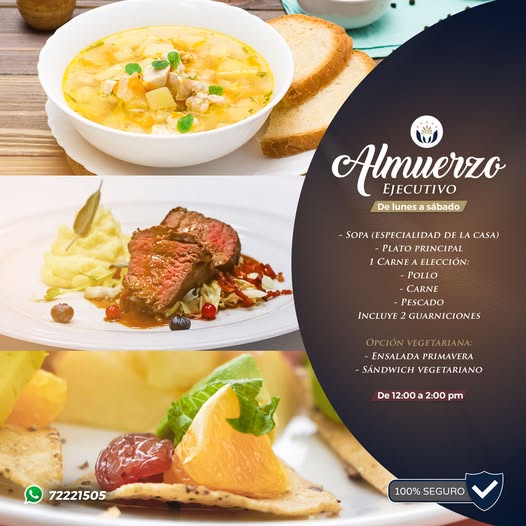 Almuerzo
Ejecutivo
De lunes a sábado
- Sopa (especialidad de la casa)
- Plato principal
1 Carne a elección:
- Pollo
- Carne
- Pescado
Incluye 2 guarniciones
Opción vegetariana:
- Ensalada primavera
- Sándwich vegetariano
De 12:00 a 2:00 pm
72221505
100% SEGURO